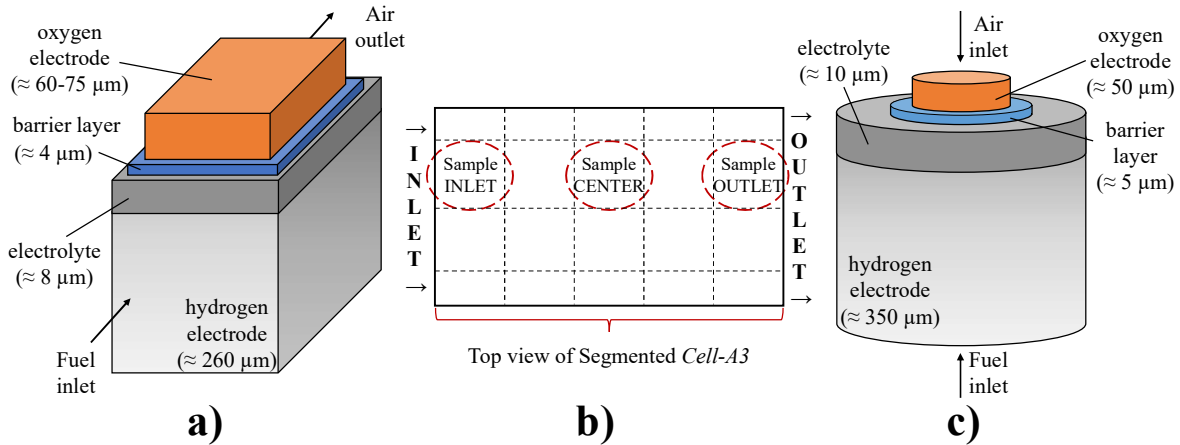 oxygen
electrode
(≈ 60-75 µm)
Air
outlet
barrier layer
(≈ 4 µm)
electrolyte
(≈ 8 µm)
hydrogen
electrode
(≈ 260 µm)
Fuel
inlet
a)
→
→
INLET
Sample
INLET
Sample
CENTER
Sample
OUTLET
OUTLET
→
→
Top view of Segmented Cell-A3
b)
Air
inlet
electrolyte
(≈ 10 µm)
oxygen
electrode
(≈ 50 µm)
barrier
layer
(≈ 5 µm)
hydrogen
electrode
(≈ 350 µm)
Fuel
inlet
c)